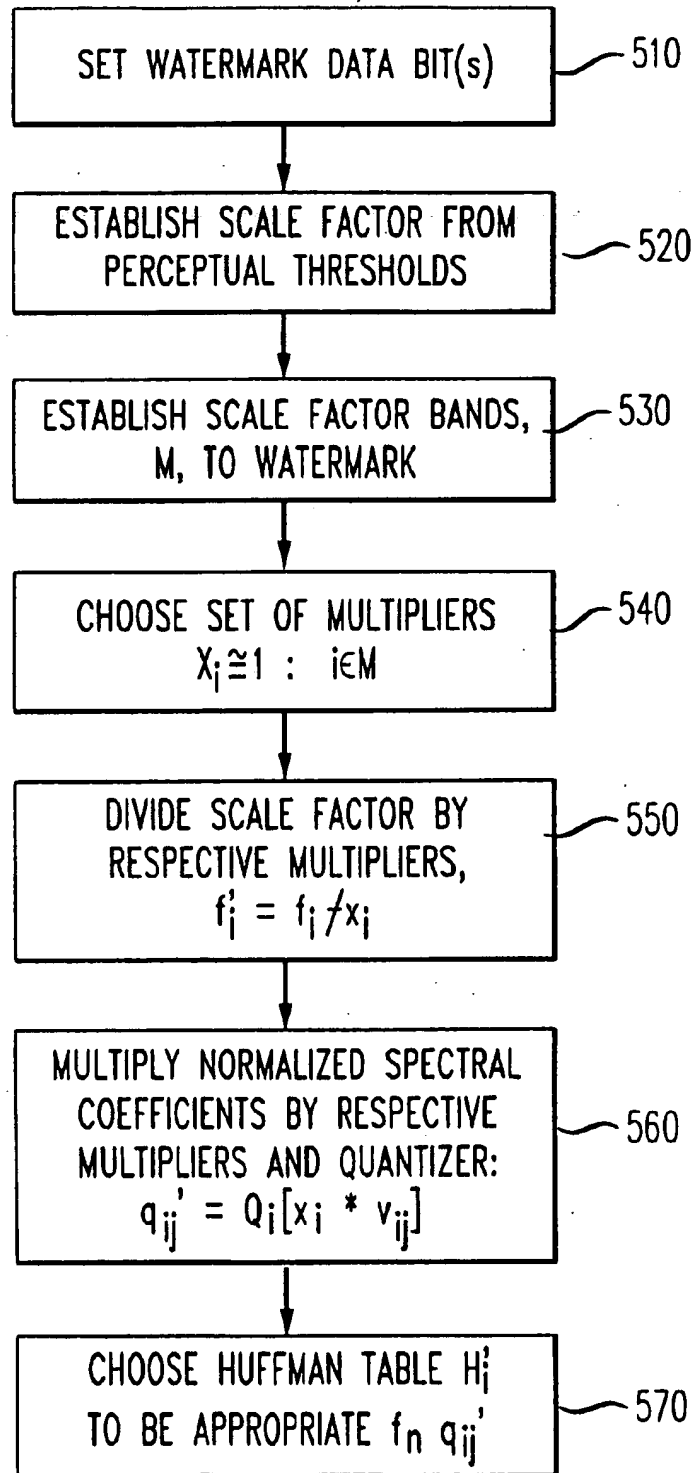 SET WATERMARK DATA BIT(s)
510
ESTABLISH SCALE FACTOR FROM
PERCEPTUAL THRESHOLDS
520
ESTABLISH SCALE FACTOR BANDS,
M, TO WATERMARK
530
CHOOSE SET OF MULTIPLIERS
Xi≅1 : i∈M
540
DIVIDE SCALE FACTOR BY
RESPECTIVE MULTIPLIERS,
fi' = fi/xi
550
MULTIPLY NORMALIZED SPECTRAL
COEFFICIENTS BY RESPECTIVE
MULTIPLIERS AND QUANTIZER:
qij' = Qi[xi * vij]
560
CHOOSE HUFFMAN TABLE Hi'
TO BE APPROPRIATE fn qij'
570